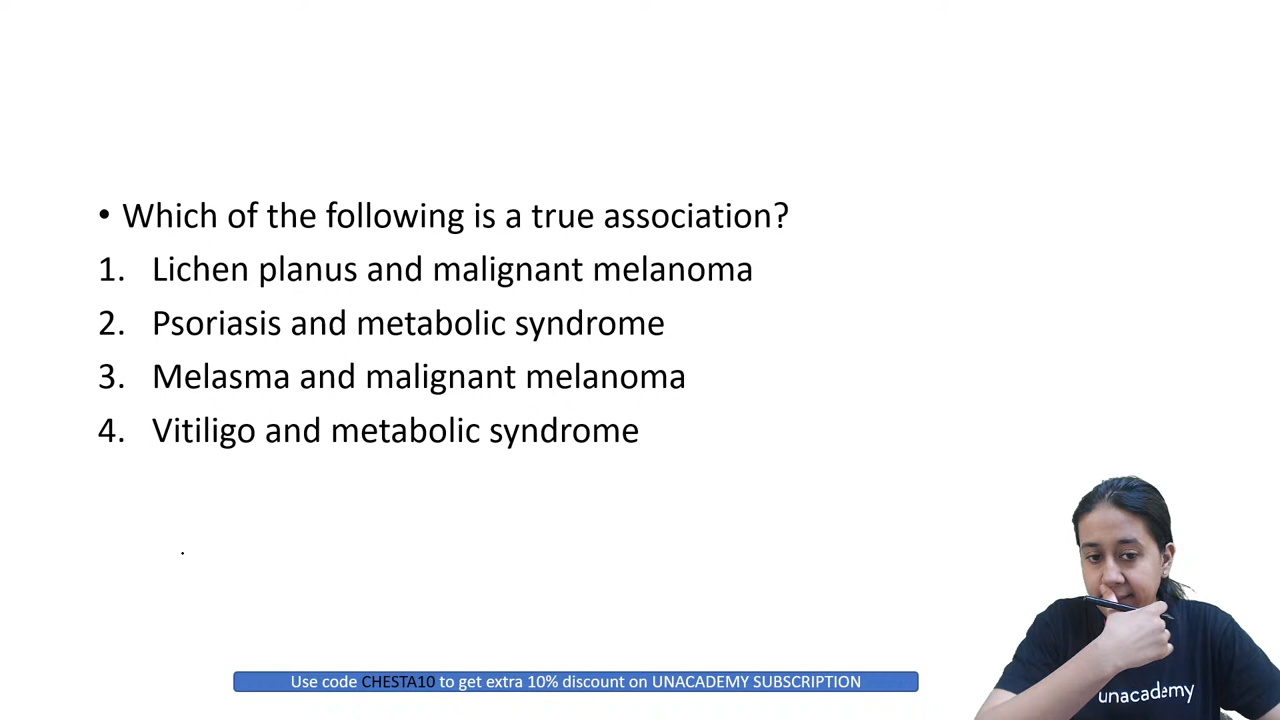 • Which of the following is a true association?
1. Lichen planus and malignant melanoma
2. Psoriasis and metabolic syndrome
3. Melasma and malignant melanoma
4. Vitiligo and metabolic syndrome
Use code CHESTA10 to get extra 10% discount on UNACADEMY SUBSCRIPTION
unacademy